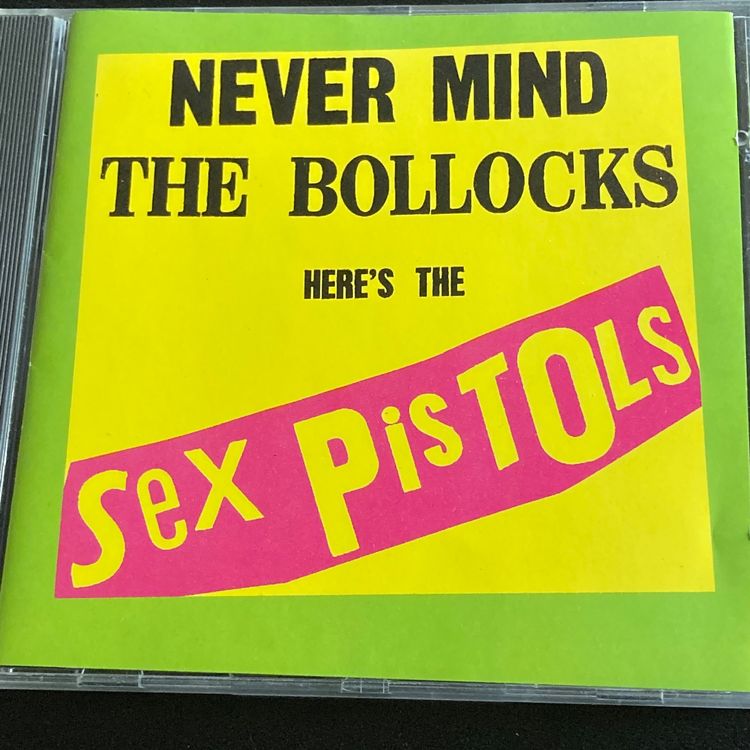 NEVER MIND
THE BOLLOCKS
HERE'S THE
Sex PisTOLS